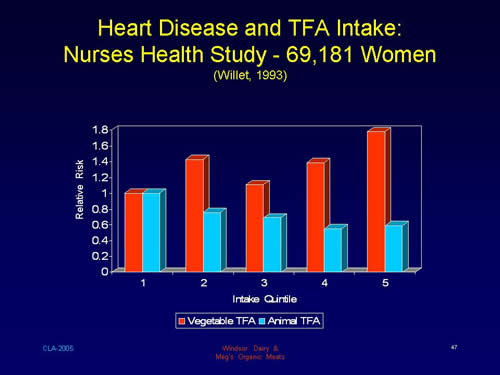 Heart Disease and TFA Intake:
Nurses Health Study - 69,181 Women
(Willet, 1993)
1.8
1.6
1.4
1.2
1
0.8
0.6
0.4
0.2
0
Relative Risk
1 2 3 4 5
Intake Quintile
Vegetable TFA Animal TFA
CLA-2005
Windsor Dairy &
Meg's Organic Meats
47